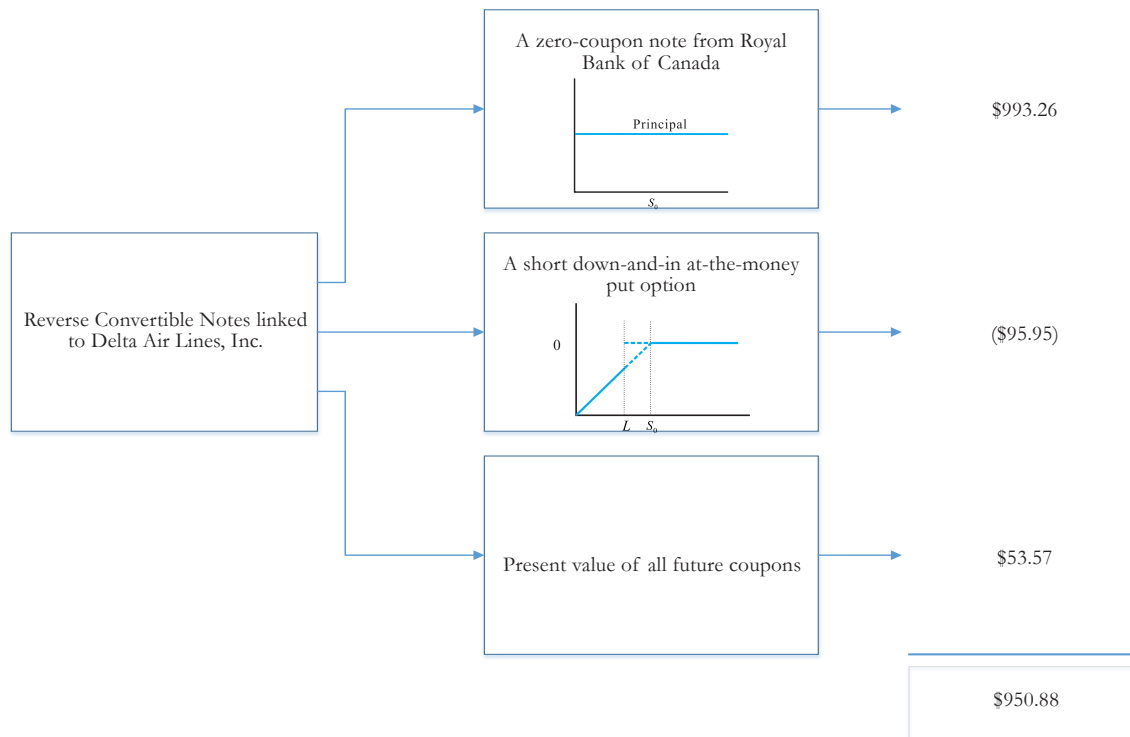 A zero-coupon note from Royal
Bank of Canada
Principal
S₀
$993.26
Reverse Convertible Notes linked
to Delta Air Lines, Inc.
A short down-and-in at-the-money
put option
0
L S₀
($95.95)
Present value of all future coupons
$53.57
$950.88